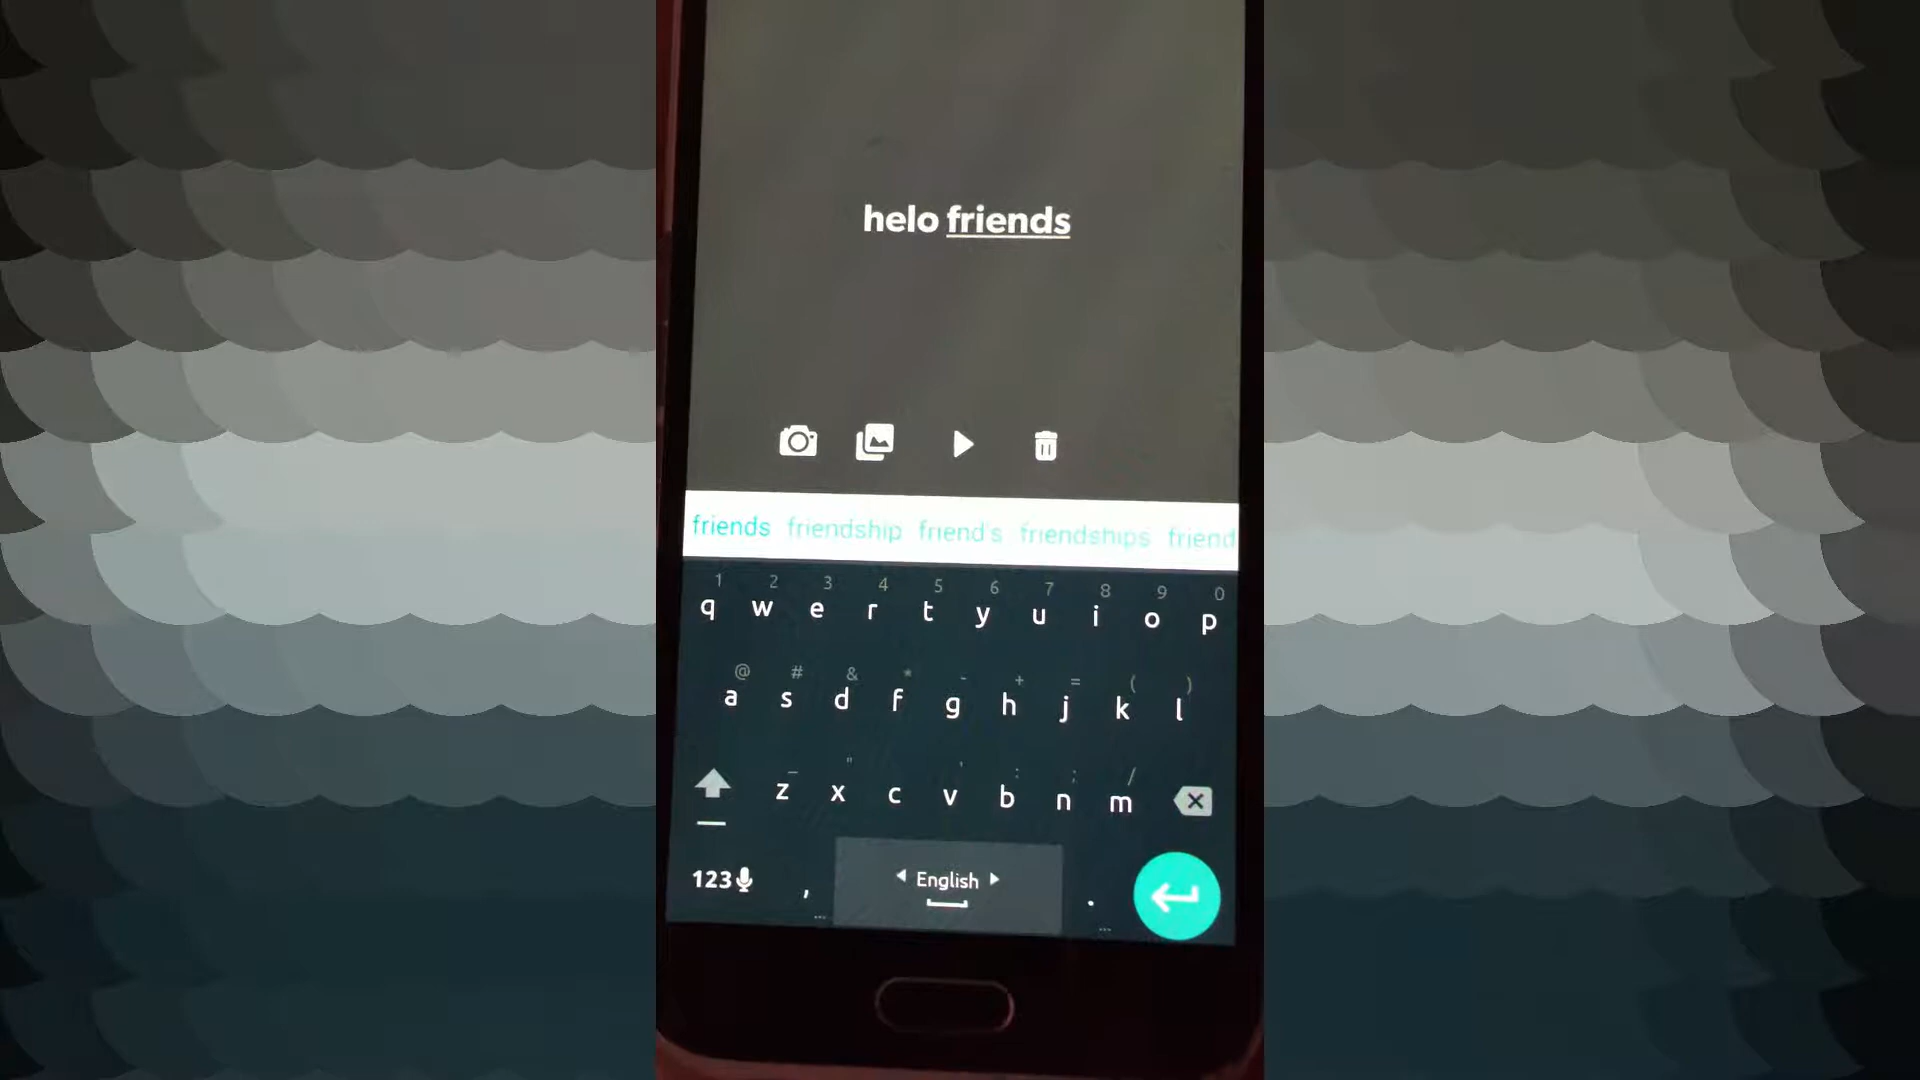 helo friends
friends friendship friend's friendships friend
1 2 3 4 5 6 7 8 9 0
q w e r t y u i o p
@ # & * - + = ( )
a s d f g h j k l
_ " ' : ; /
z x c v b n m
123 , English .